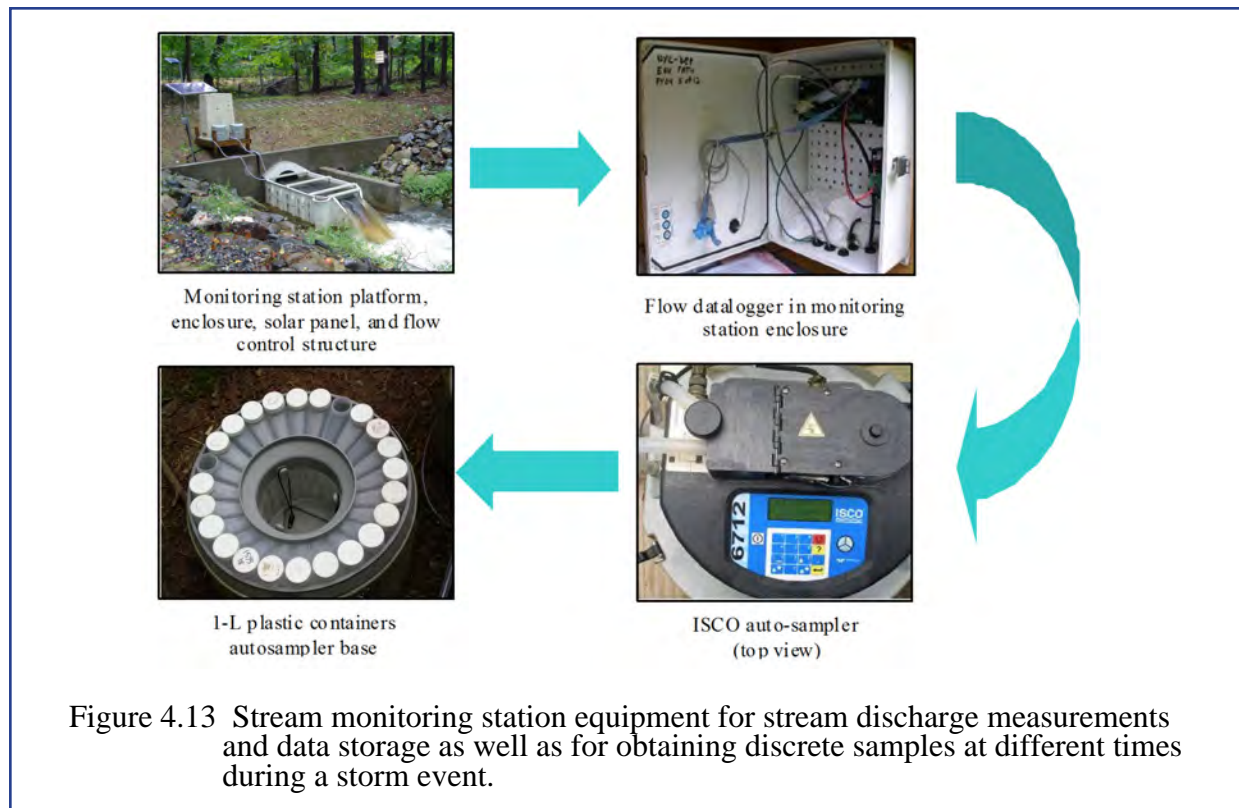 NYC-DEP
Monitoring station platform,
enclosure, solar panel, and flow
control structure
Flow datalogger in monitoring
station enclosure
6712
ISCO
?
1-L plastic containers
autosampler base
ISCO auto-sampler
(top view)
Figure 4.13 Stream monitoring station equipment for stream discharge measurements
and data storage as well as for obtaining discrete samples at different times
during a storm event.